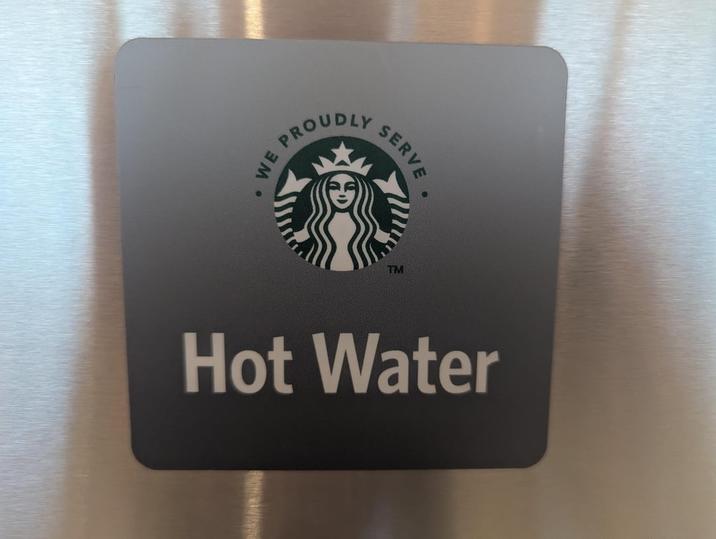 • WE PROUDLY SERVE •
TM
Hot Water